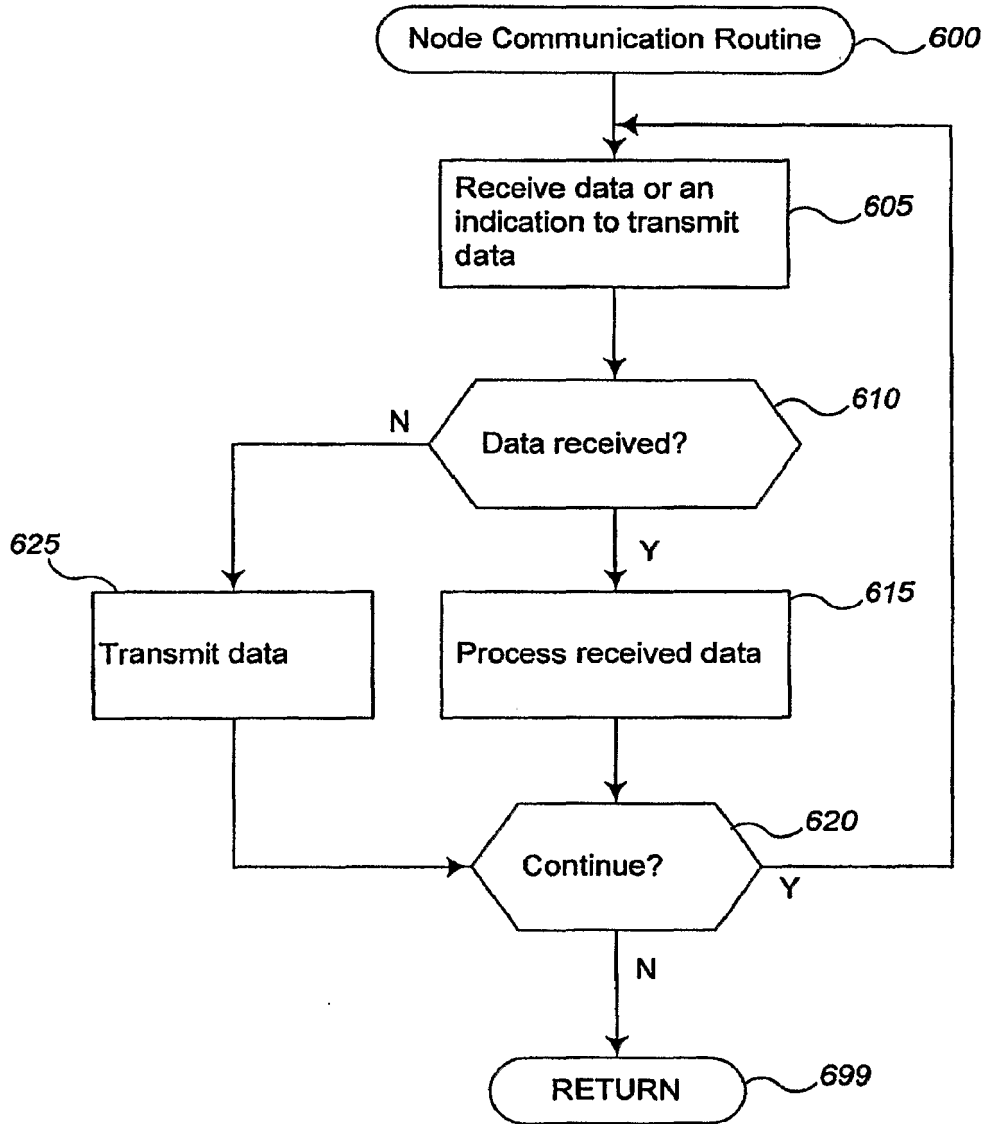 Node Communication Routine
600
Receive data or an
indication to transmit
data
605
610
N
Data received?
Y
625
615
Transmit data
Process received data
620
Continue?
Y
N
RETURN
699